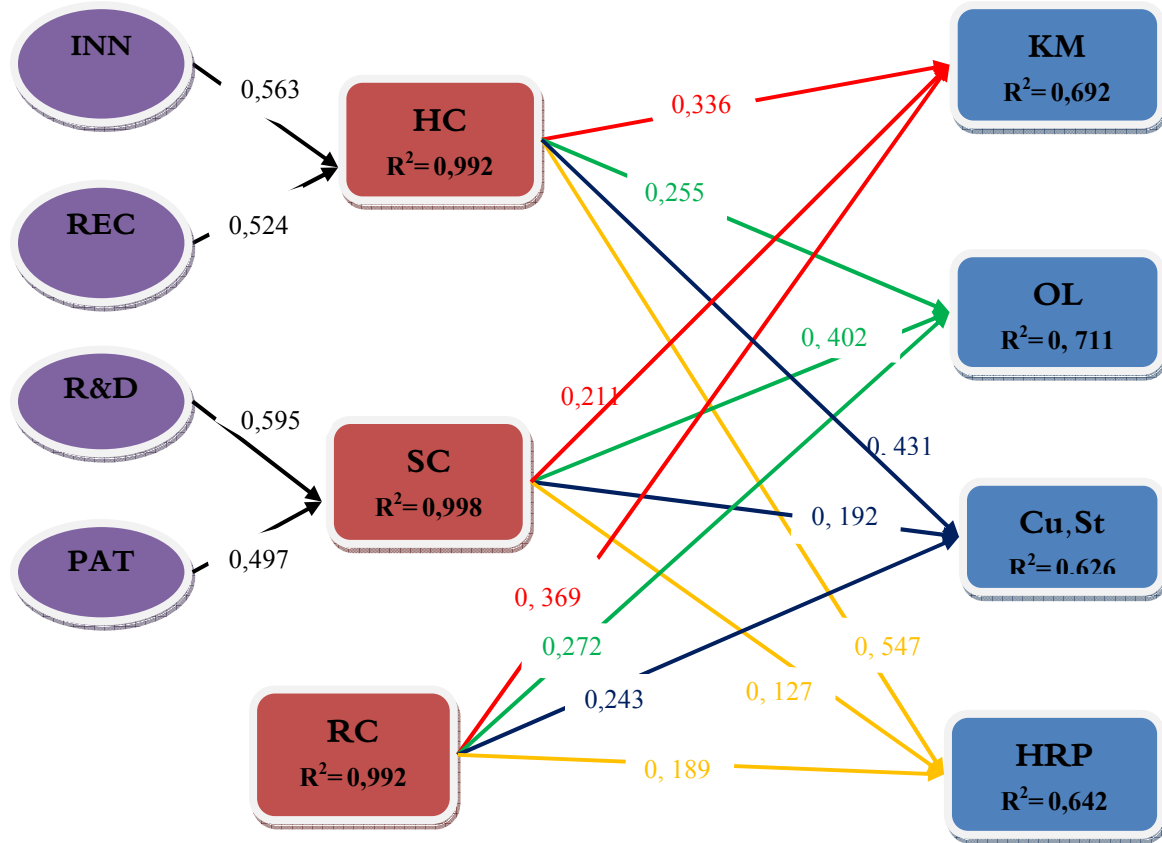 INN
0,563
REC
0,524
R&D
0,595
PAT
0,497
HC
R²= 0,992
SC
R²= 0,998
RC
R²= 0,992
0,336
0,255
0, 402
0,211
0, 431
0, 192
0, 369
0,272
0, 547
0, 127
0,243
0, 189
KM
R²= 0,692
OL
R²= 0, 711
Cu,St
R²= 0,626
HRP
R²= 0,642